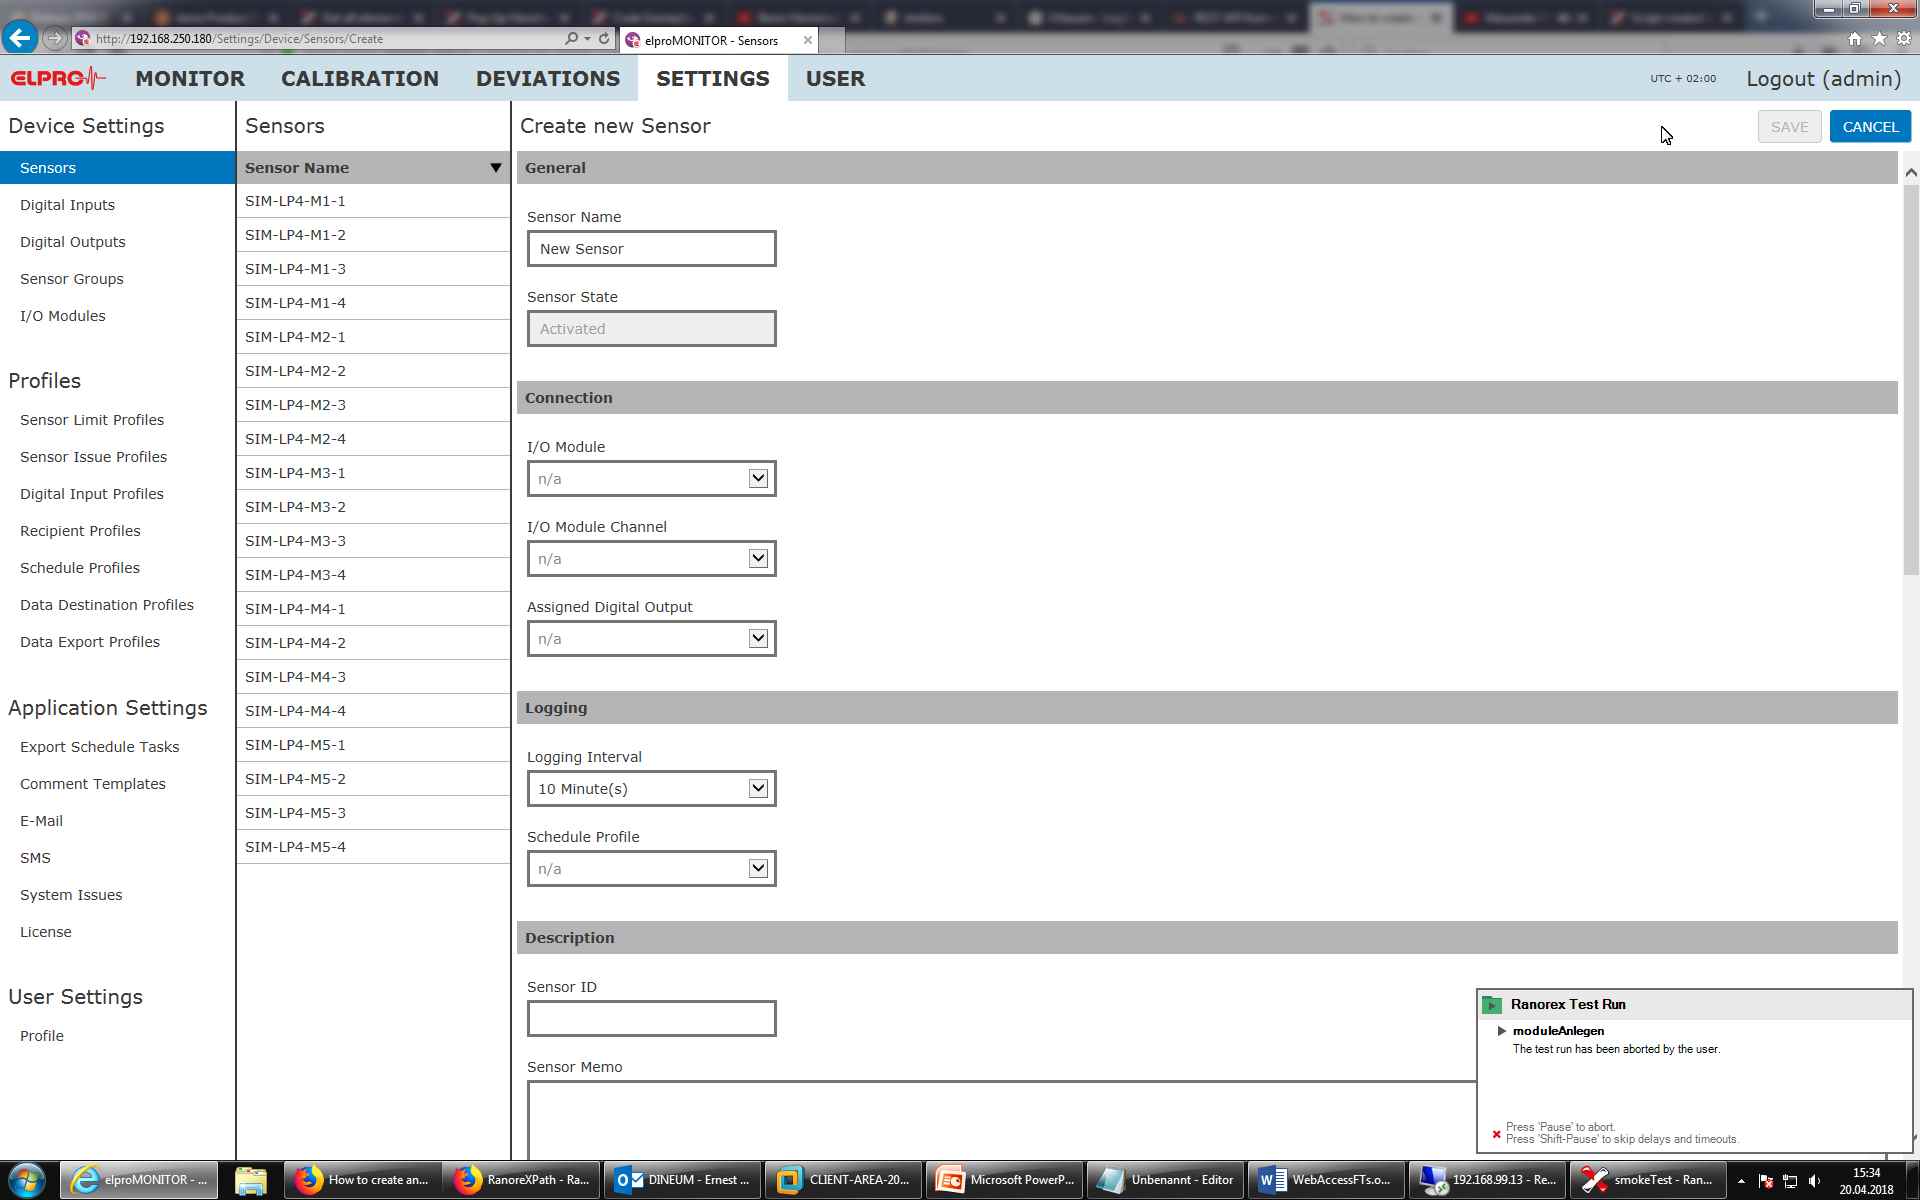 http://192.168.250.180/Settings/Device/Sensors/Create
elproMONITOR - Sensors
ELPRO
MONITOR
CALIBRATION
DEVIATIONS
SETTINGS
USER
UTC + 02:00
Logout (admin)
Device Settings
Sensors
Digital Inputs
Digital Outputs
Sensor Groups
I/O Modules
Profiles
Sensor Limit Profiles
Sensor Issue Profiles
Digital Input Profiles
Recipient Profiles
Schedule Profiles
Data Destination Profiles
Data Export Profiles
Application Settings
Export Schedule Tasks
Comment Templates
E-Mail
SMS
System Issues
License
User Settings
Profile
Sensors
Sensor Name
SIM-LP4-M1-1
SIM-LP4-M1-2
SIM-LP4-M1-3
SIM-LP4-M1-4
SIM-LP4-M2-1
SIM-LP4-M2-2
SIM-LP4-M2-3
SIM-LP4-M2-4
SIM-LP4-M3-1
SIM-LP4-M3-2
SIM-LP4-M3-3
SIM-LP4-M3-4
SIM-LP4-M4-1
SIM-LP4-M4-2
SIM-LP4-M4-3
SIM-LP4-M4-4
SIM-LP4-M5-1
SIM-LP4-M5-2
SIM-LP4-M5-3
SIM-LP4-M5-4
Create new Sensor
SAVE
CANCEL
General
Sensor Name
New Sensor
Sensor State
Activated
Connection
I/O Module
n/a
I/O Module Channel
n/a
Assigned Digital Output
n/a
Logging
Logging Interval
10 Minute(s)
Schedule Profile
n/a
Description
Sensor ID
Sensor Memo
Ranorex Test Run
moduleAnlegen
The test run has been aborted by the user.
Press 'Pause' to abort.
Press 'Shift-Pause' to skip delays and timeouts.
elproMONITOR - ...
How to create an...
RanoreXPath - Ra...
DINEUM - Ernest ...
CLIENT-AREA-20...
Microsoft PowerP...
Unbenannt - Editor
WebAccessFTs.o...
192.168.99.13 - Re...
smokeTest - Ran...
15:34
20.04.2018